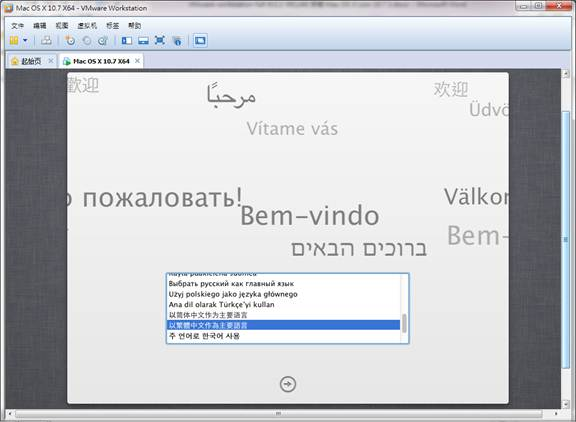 Mac OS X 10.7 X64 - VMware Workstation
文件 编辑 视图 虚拟机 标签 帮助
起始页 Mac OS X 10.7 X64
歡迎
مرحبًا
欢迎
Vítame vás
Üdvö
пожаловать!
Bem-vindo
Välkor
ברוכים הבאים
Bem-
Выбрать русский как главный язык
Użyj polskiego jako języka głównego
Ana dil olarak Türkçe'yi kullan
以简体中文作为主要语言
以繁體中文作為主要語言
주 언어로 한국어 사용